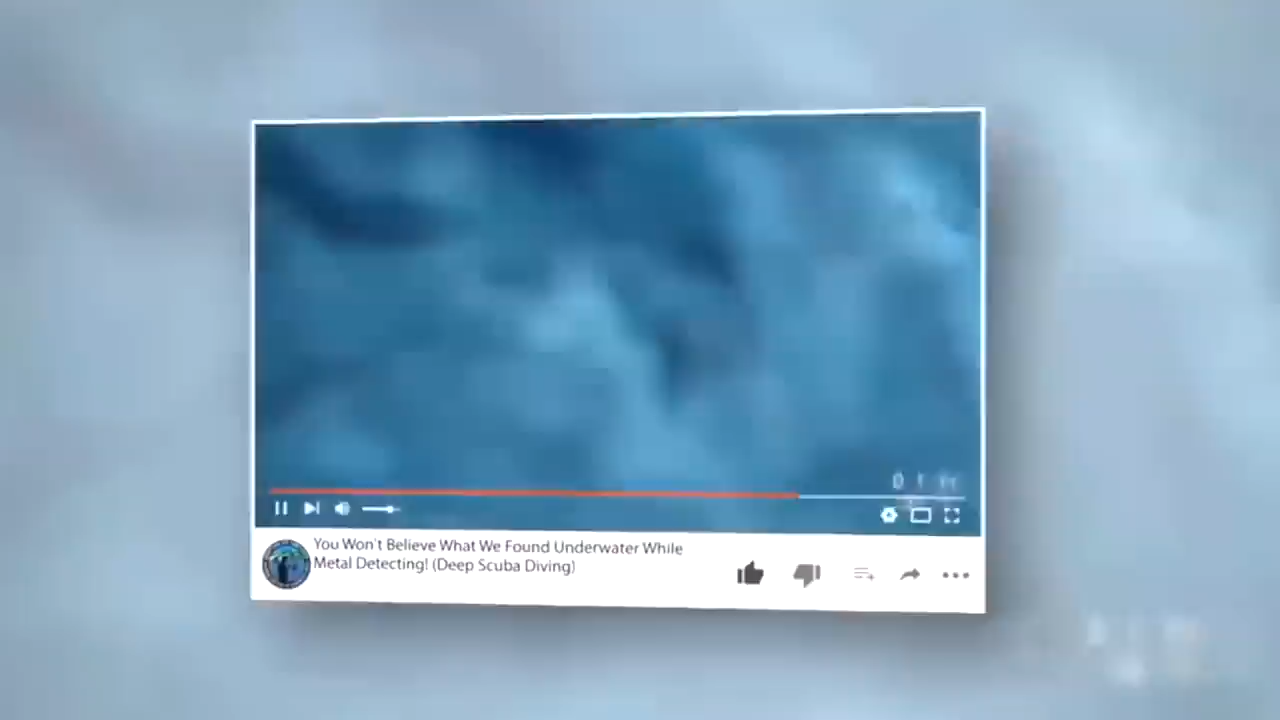 You Won't Believe What We Found Underwater While
Metal Detecting! (Deep Scuba Diving)